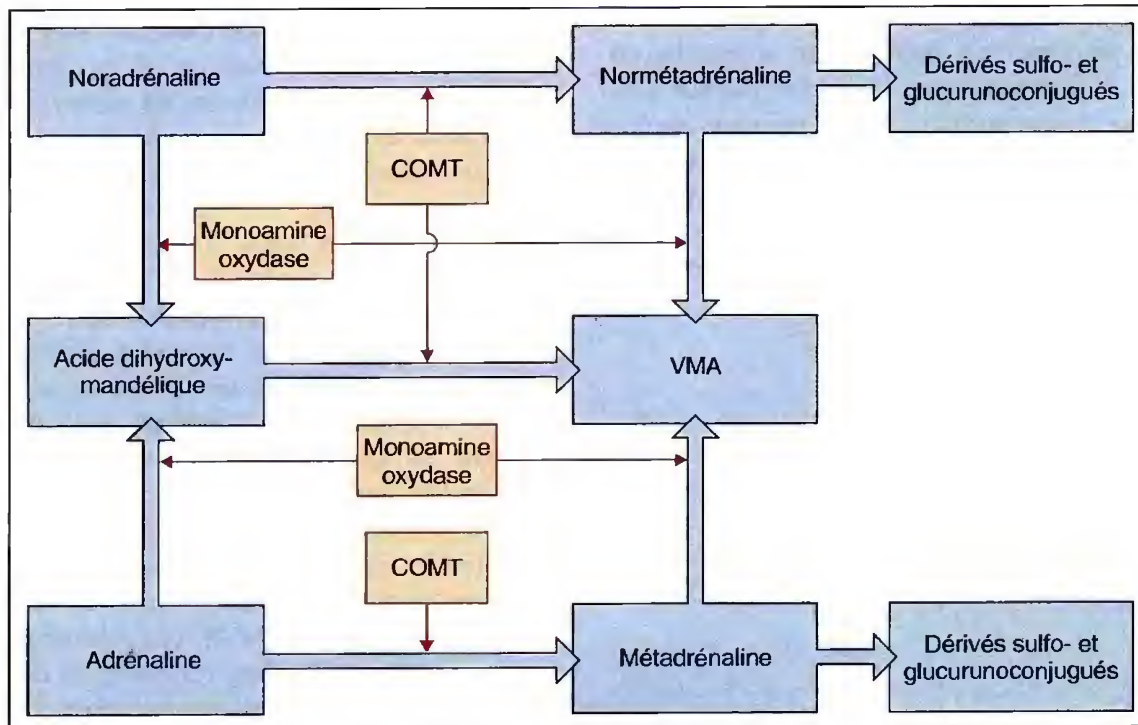 Noradrénaline
Normétadrénaline
Dérivés sulfo- et
glucurunoconjugués
COMT
Monoamine
oxydase
Acide dihydroxy-
mandélique
VMA
Monoamine
oxydase
COMT
Adrénaline
Métadrénaline
Dérivés sulfo- et
glucurunoconjugués